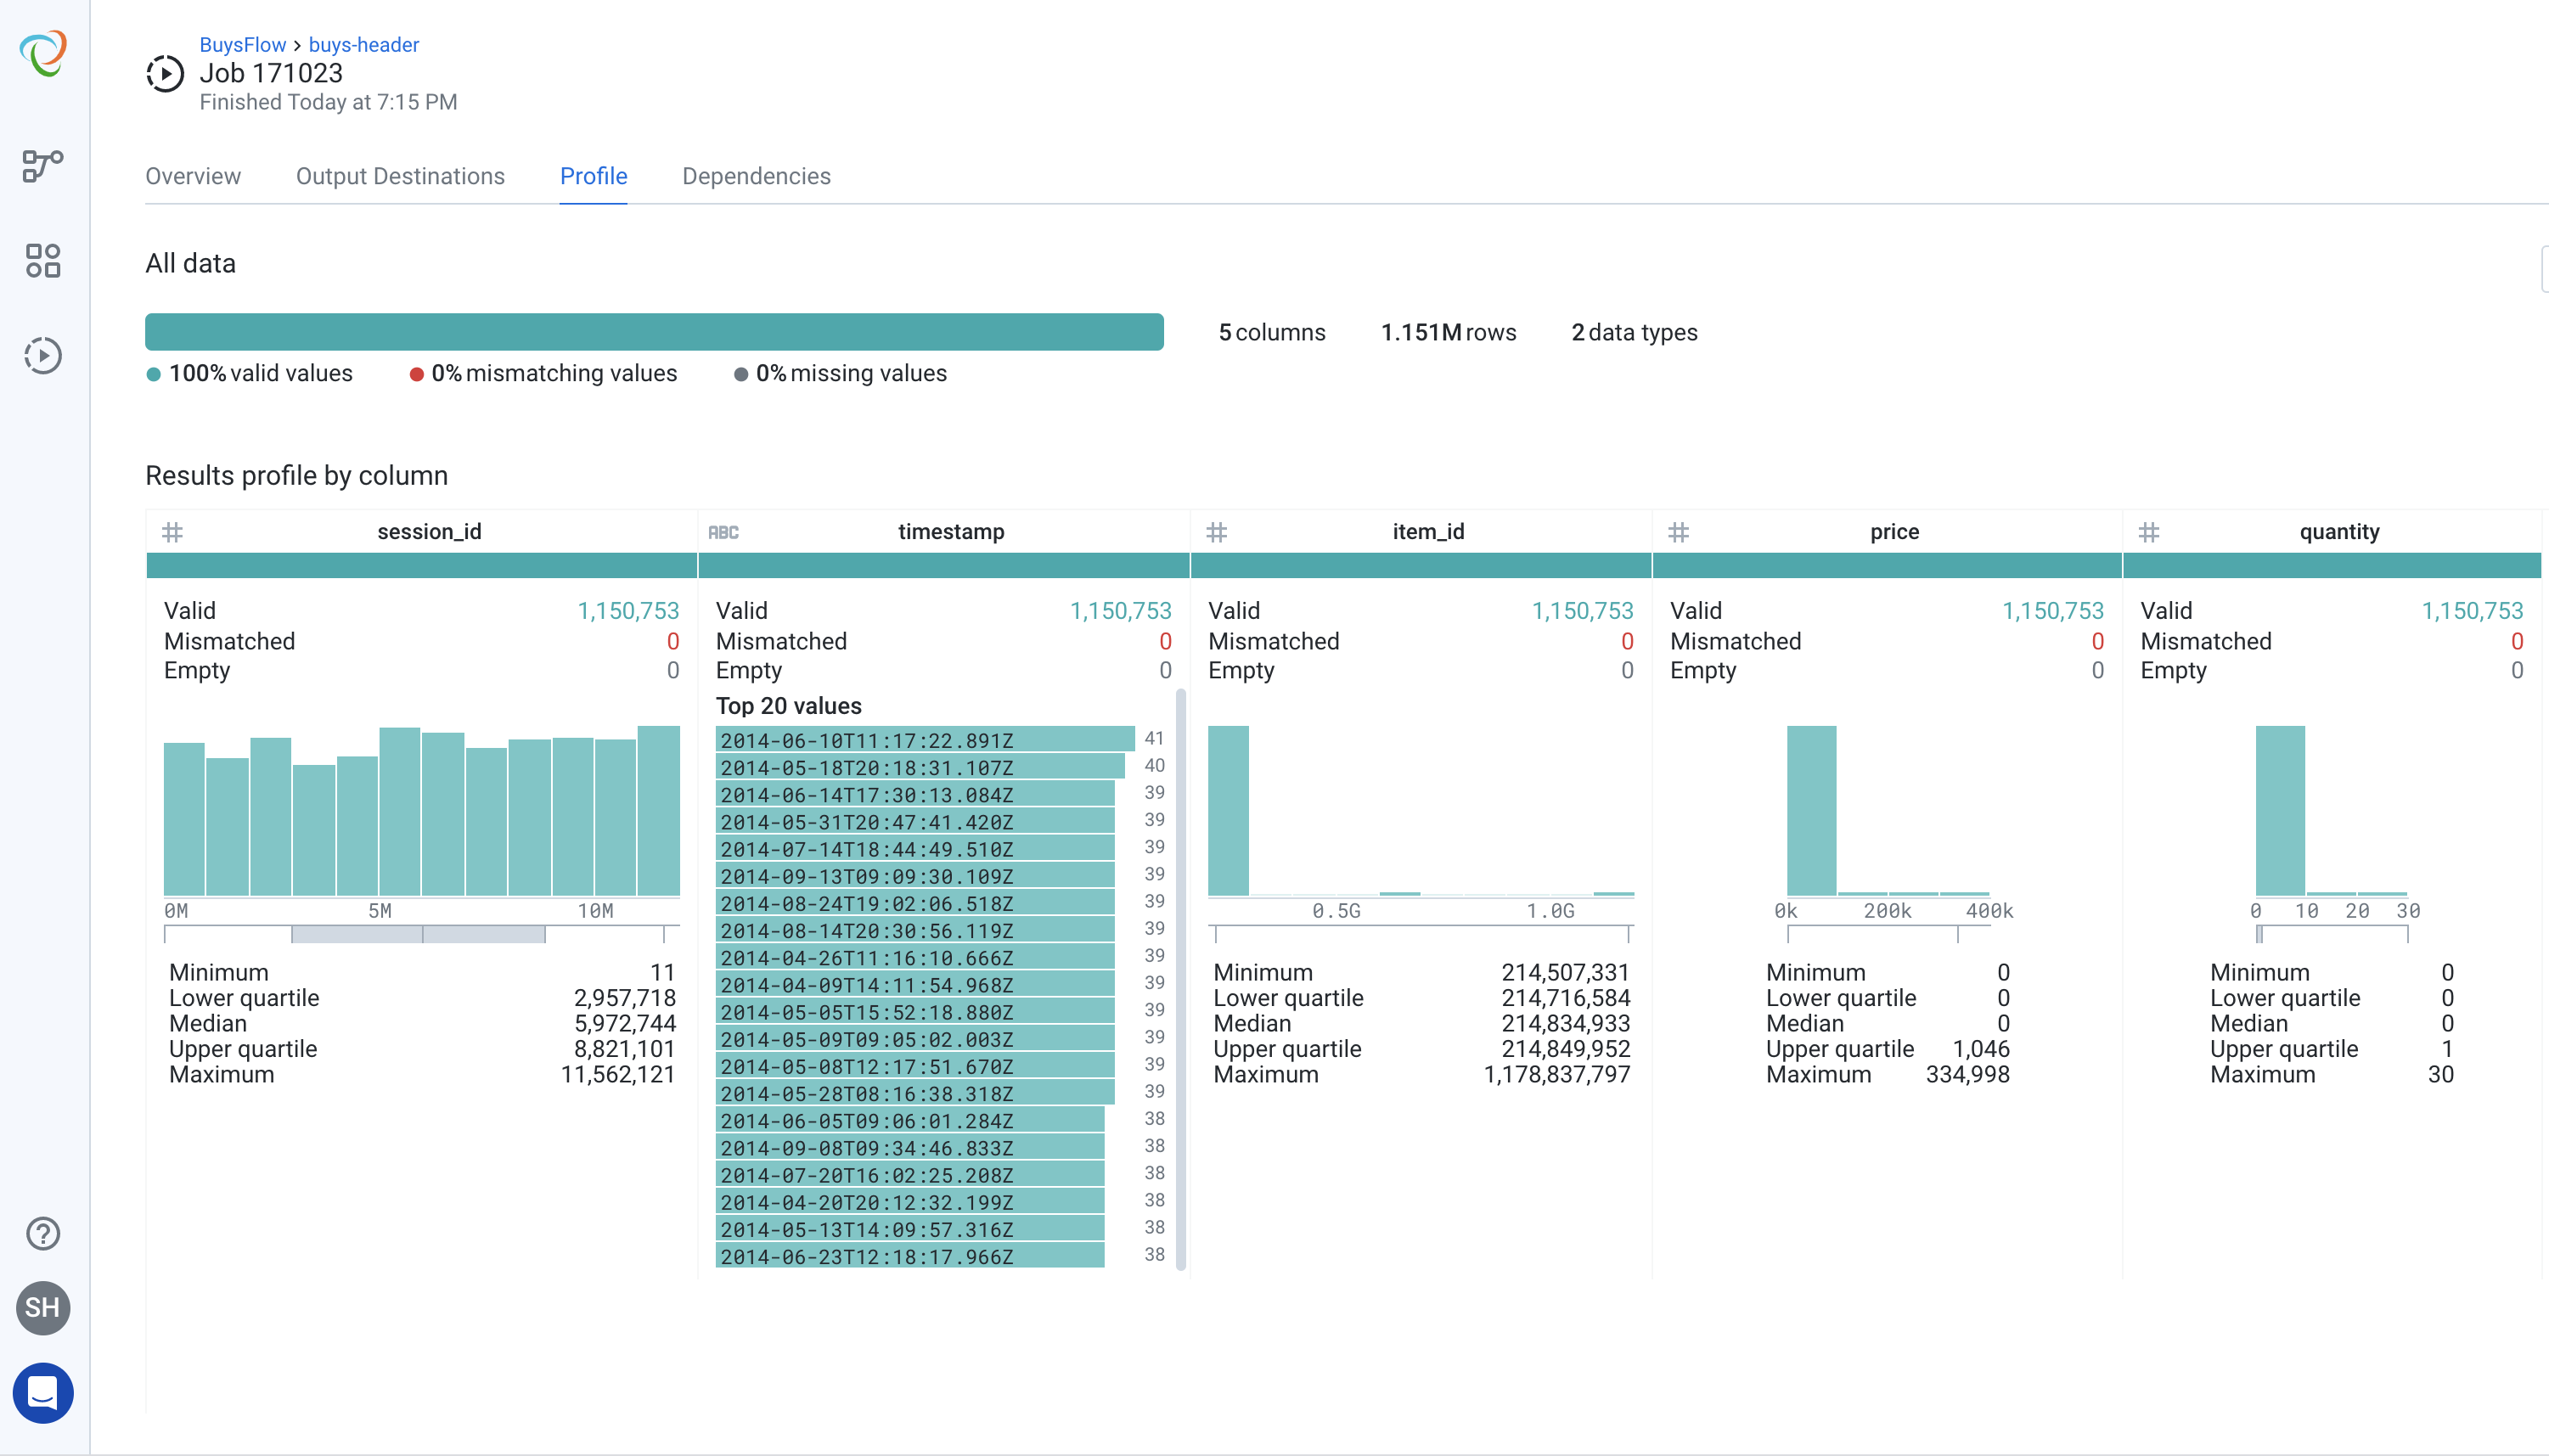 BuysFlow > buys-header
Job 171023
Finished Today at 7:15 PM
Overview Output Destinations Profile Dependencies
All data
5 columns 1.151M rows 2 data types
100% valid values 0% mismatching values 0% missing values
Results profile by column
# session_id ABC timestamp # item_id # price # quantity
Valid 1,150,753 Valid 1,150,753 Valid 1,150,753 Valid 1,150,753 Valid 1,150,753
Mismatched 0 Mismatched 0 Mismatched 0 Mismatched 0 Mismatched 0
Empty 0 Empty 0 Empty 0 Empty 0 Empty 0
0M 5M 10M
Minimum 11
Lower quartile 2,957,718
Median 5,972,744
Upper quartile 8,821,101
Maximum 11,562,121
Top 20 values
2014-06-10T11:17:22.891Z 41
2014-05-18T20:18:31.107Z 40
2014-06-14T17:30:13.084Z 39
2014-05-31T20:47:41.420Z 39
2014-07-14T18:44:49.510Z 39
2014-09-13T09:09:30.109Z 39
2014-08-24T19:02:06.518Z 39
2014-08-14T20:30:56.119Z 39
2014-04-26T11:16:10.666Z 39
2014-04-09T14:11:54.968Z 39
2014-05-05T15:52:18.880Z 39
2014-05-09T09:05:02.003Z 39
2014-05-08T12:17:51.670Z 39
2014-05-28T08:16:38.318Z 39
2014-06-05T09:06:01.284Z 38
2014-09-08T09:34:46.833Z 38
2014-07-20T16:02:25.208Z 38
2014-04-20T20:12:32.199Z 38
2014-05-13T14:09:57.316Z 38
2014-06-23T12:18:17.966Z 38
0.5G 1.0G
Minimum 214,507,331
Lower quartile 214,716,584
Median 214,834,933
Upper quartile 214,849,952
Maximum 1,178,837,797
0k 200k 400k
Minimum 0
Lower quartile 0
Median 0
Upper quartile 1,046
Maximum 334,998
0 10 20 30
Minimum 0
Lower quartile 0
Median 0
Upper quartile 1
Maximum 30
?
SH